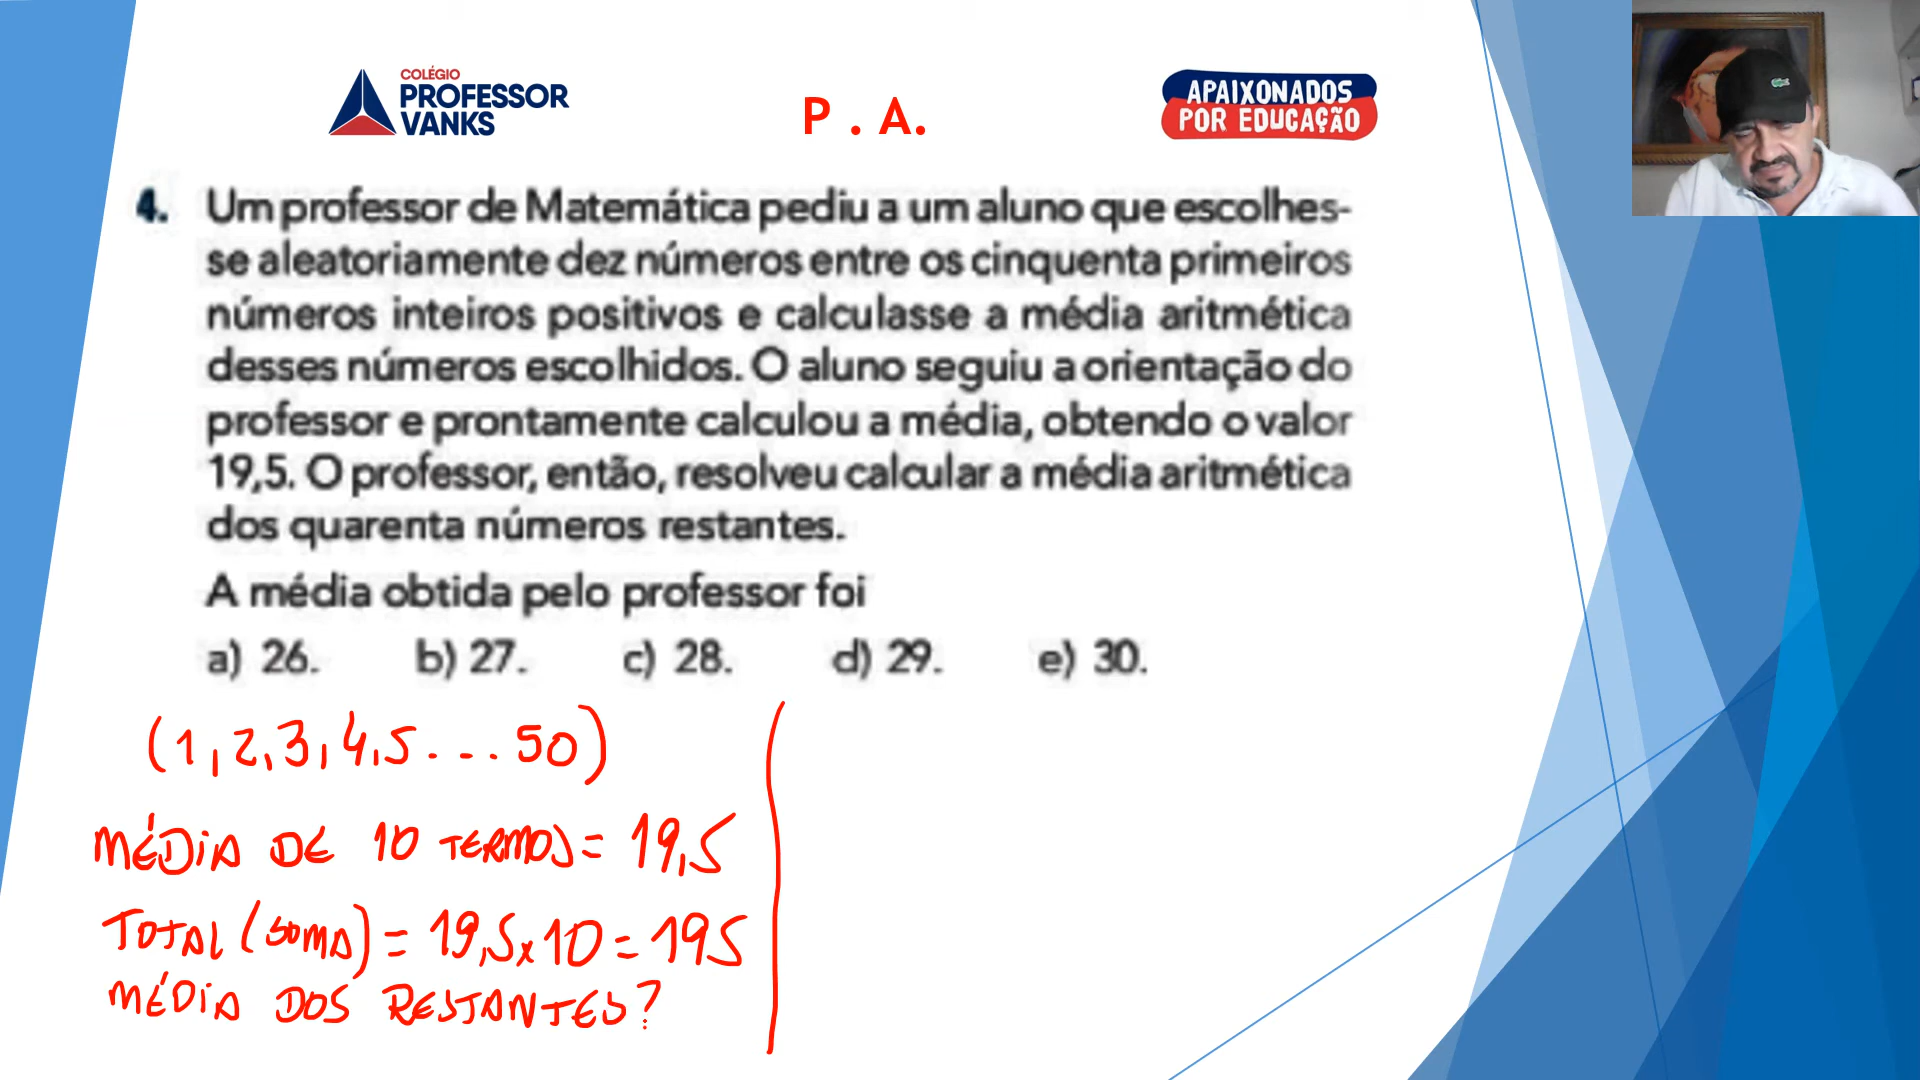 COLÉGIO
PROFESSOR
VANKS
P . A.
APAIXONADOS
POR EDUCAÇÃO
4. Um professor de Matemática pediu a um aluno que escolhes-
se aleatoriamente dez números entre os cinquenta primeiros
números inteiros positivos e calculasse a média aritmética
desses números escolhidos. O aluno seguiu a orientação do
professor e prontamente calculou a média, obtendo o valor
19,5. O professor, então, resolveu calcular a média aritmética
dos quarenta números restantes.
A média obtida pelo professor foi
a) 26. b) 27. c) 28. d) 29. e) 30.
(1,2,3,4,5...50)
MÉDIA DE 10 TERMOS = 19,5
TOTAL (SOMA) = 19,5x10 = 195
MÉDIA DOS RESTANTES?